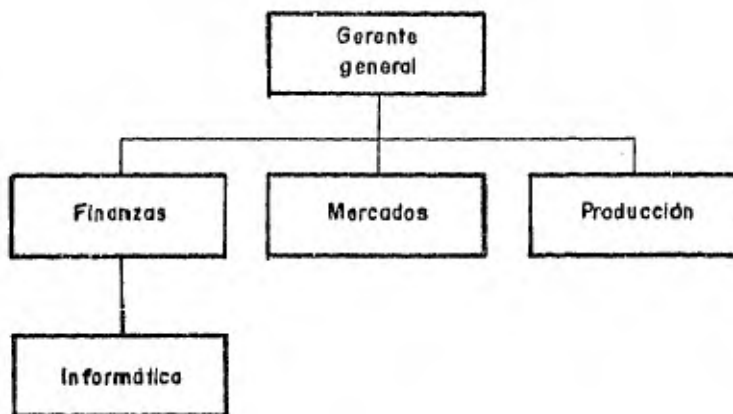 Gerente
general
Finanzas
Mercados
Producción
Informática